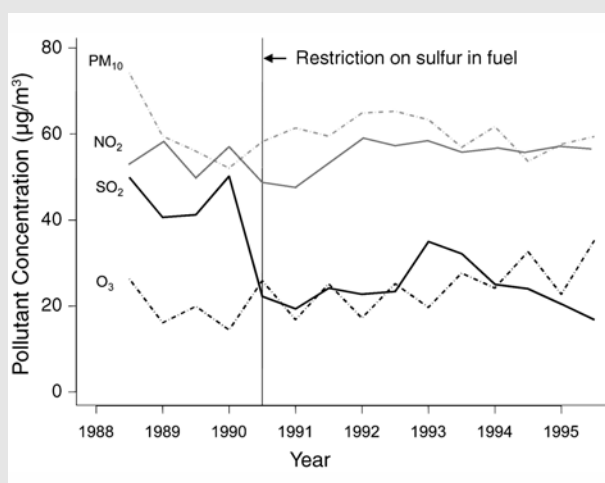 80
60
40
20
0
Pollutant Concentration (μg/m³)
PM₁₀
NO₂
SO₂
O₃
← Restriction on sulfur in fuel
1988 1989 1990 1991 1992 1993 1994 1995
Year